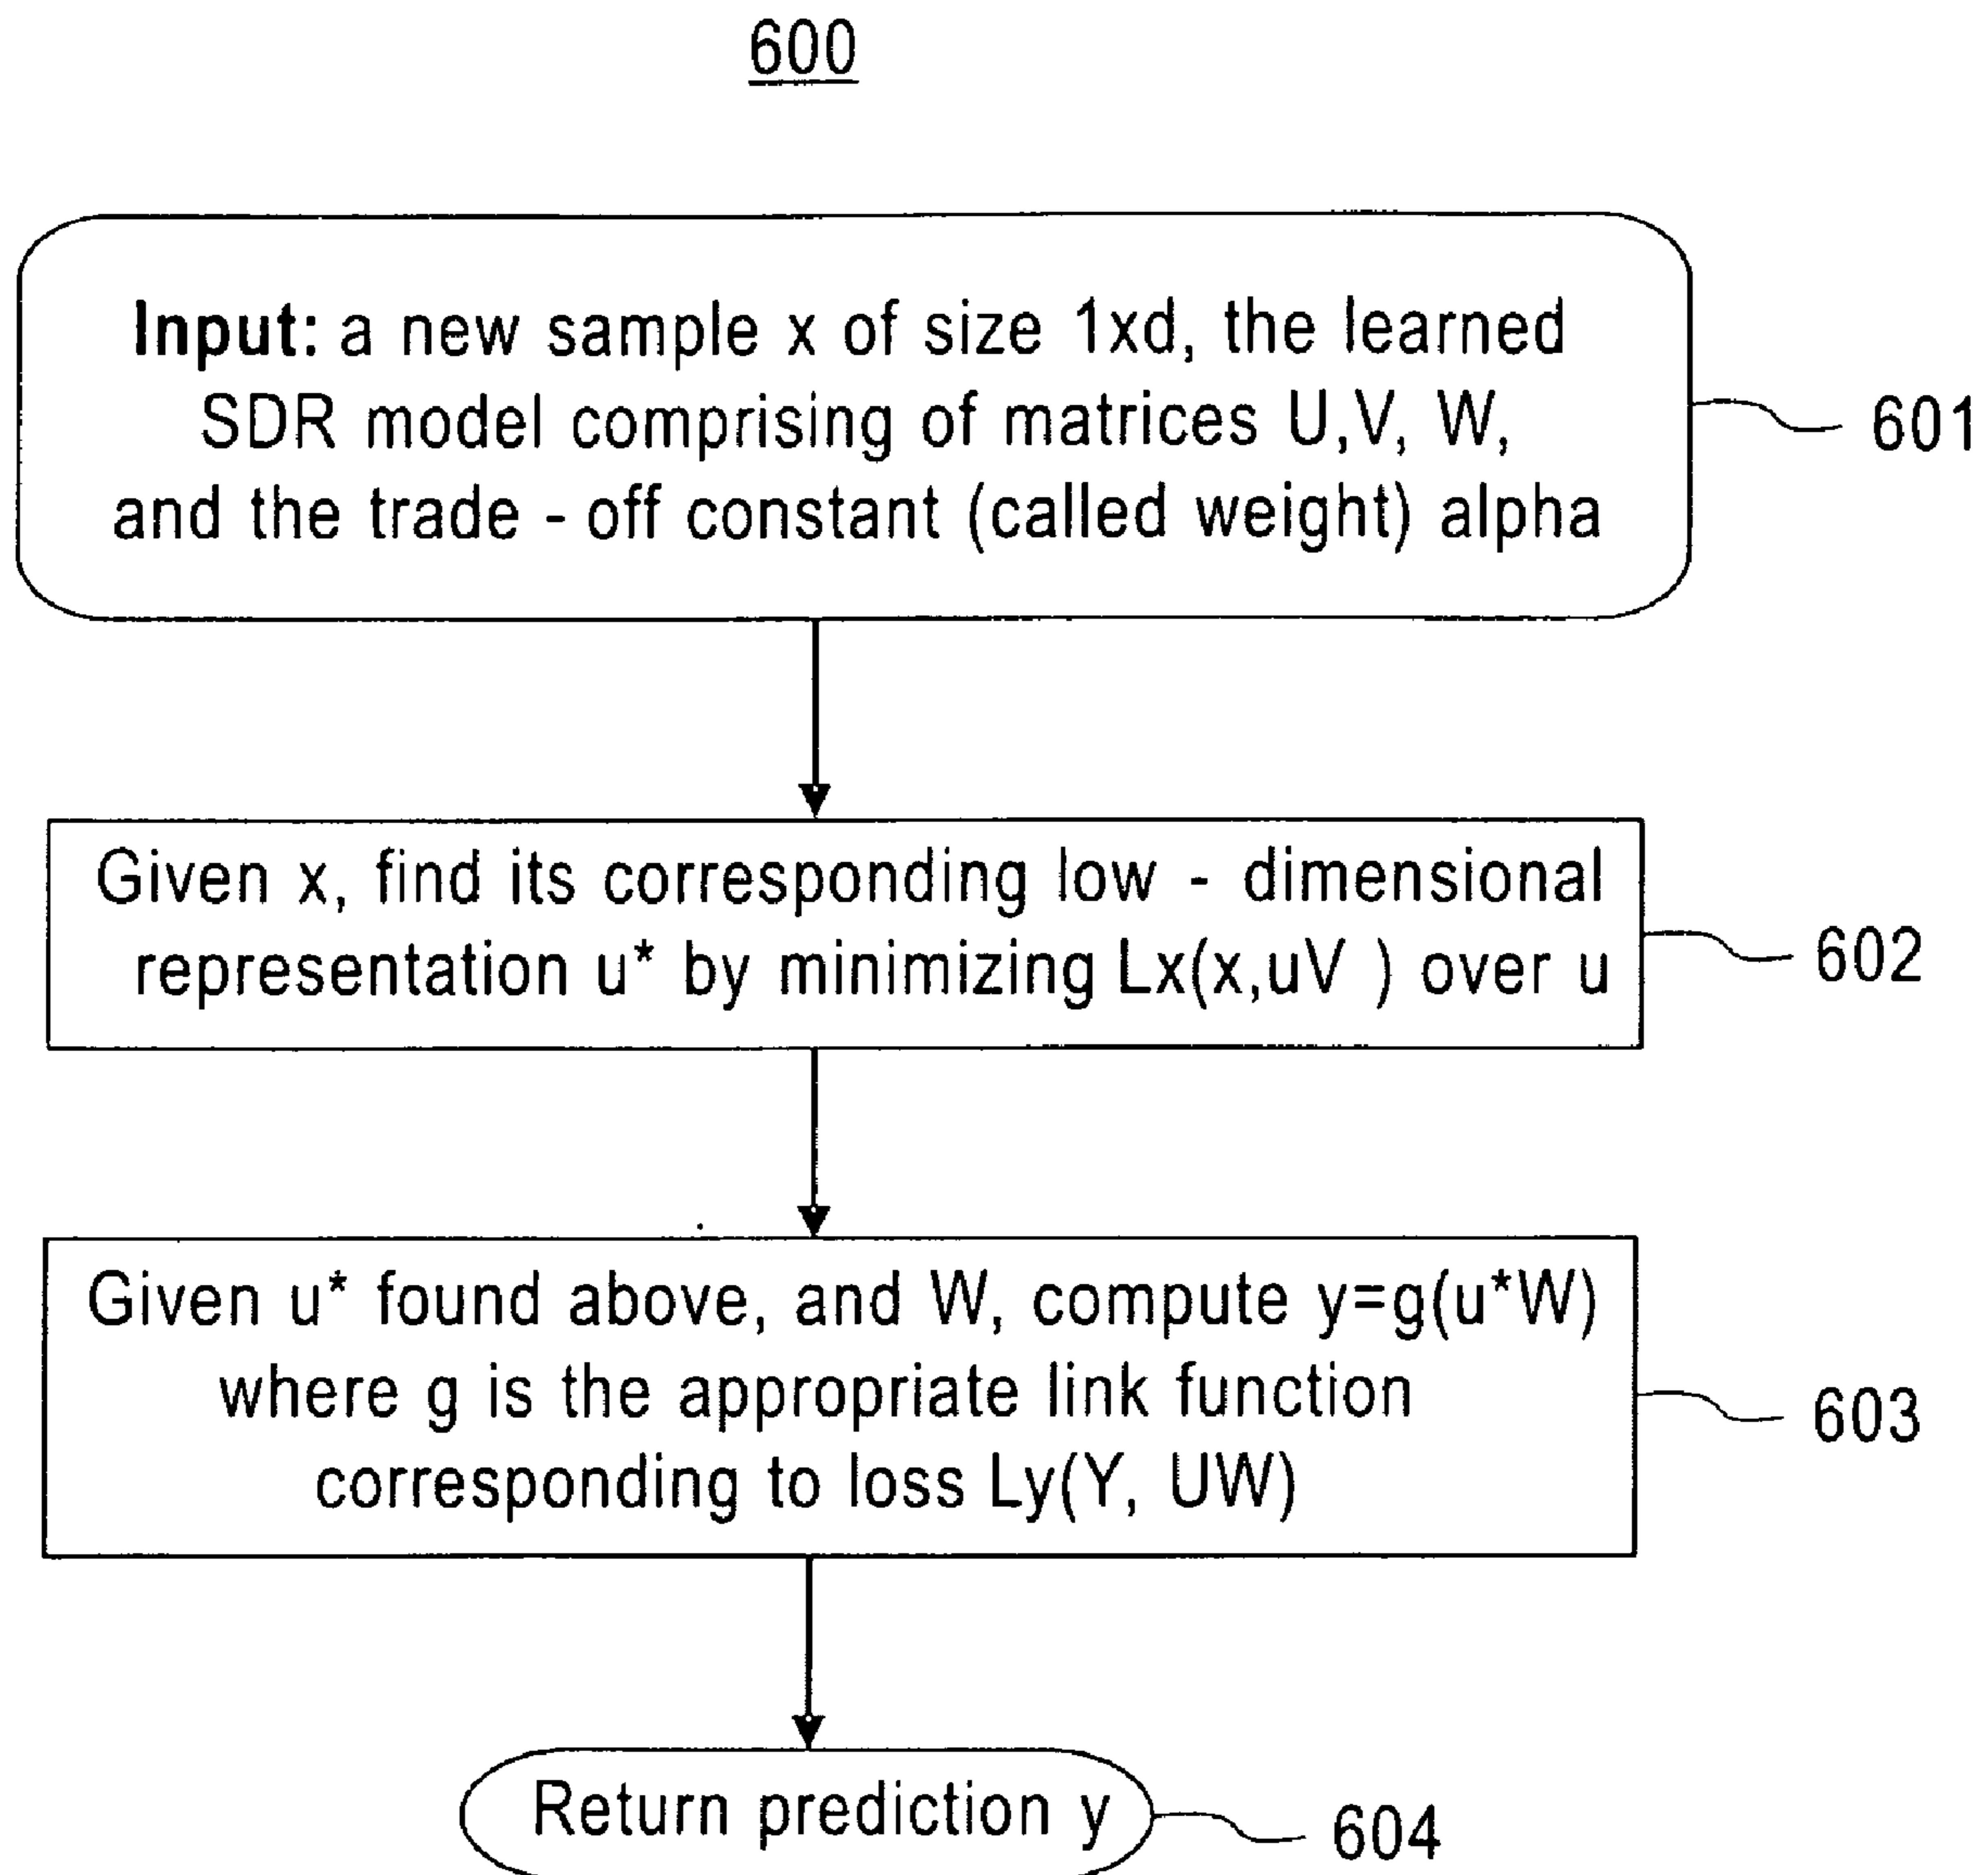 600
Input: a new sample x of size 1xd, the learned
SDR model comprising of matrices U,V, W,
and the trade - off constant (called weight) alpha
601
Given x, find its corresponding low - dimensional
representation u* by minimizing Lx(x,uV ) over u
602
Given u* found above, and W, compute y=g(u*W)
where g is the appropriate link function
corresponding to loss Ly(Y, UW)
603
Return prediction y
604